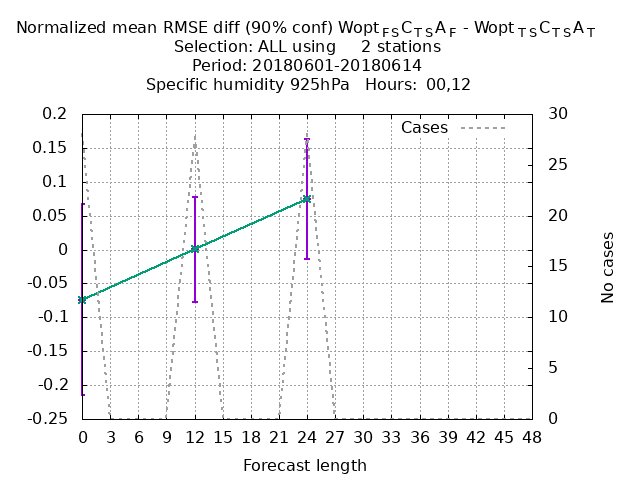 Normalized mean RMSE diff (90% conf) Wopt FS C TS A F - Wopt TS C TS A T
Selection: ALL using 2 stations
Period: 20180601-20180614
Specific humidity 925hPa Hours: 00,12
Cases
0.2
0.15
0.1
0.05
0
-0.05
-0.1
-0.15
-0.2
-0.25
30
25
20
15
10
5
0
No cases
0 3 6 9 12 15 18 21 24 27 30 33 36 39 42 45 48
Forecast length